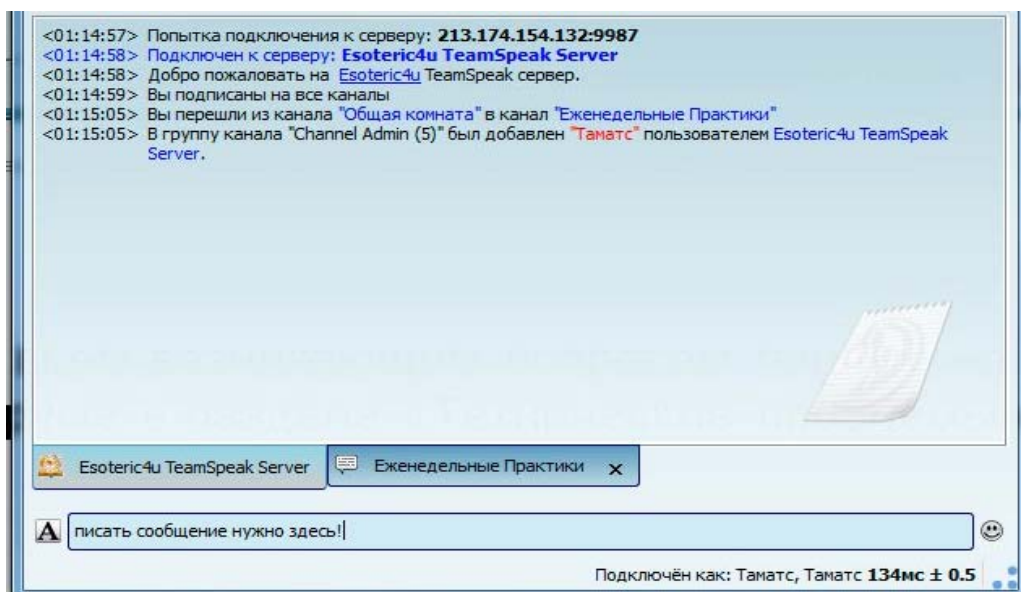 <01:14:57> Попытка подключения к серверу: 213.174.154.132:9987
<01:14:58> Подключен к серверу: Esoteric4u TeamSpeak Server
<01:14:58> Добро пожаловать на Esoteric4u TeamSpeak сервер.
<01:14:59> Вы подписаны на все каналы
<01:15:05> Вы перешли из канала "Общая комната" в канал "Еженедельные Практики"
<01:15:05> В группу канала "Channel Admin (5)" был добавлен "Таматс" пользователем Esoteric4u TeamSpeak
Server.
Esoteric4u TeamSpeak Server
Еженедельные Практики x
A писать сообщение нужно здесь!
Подключён как: Таматс, Таматс 134мс ± 0.5